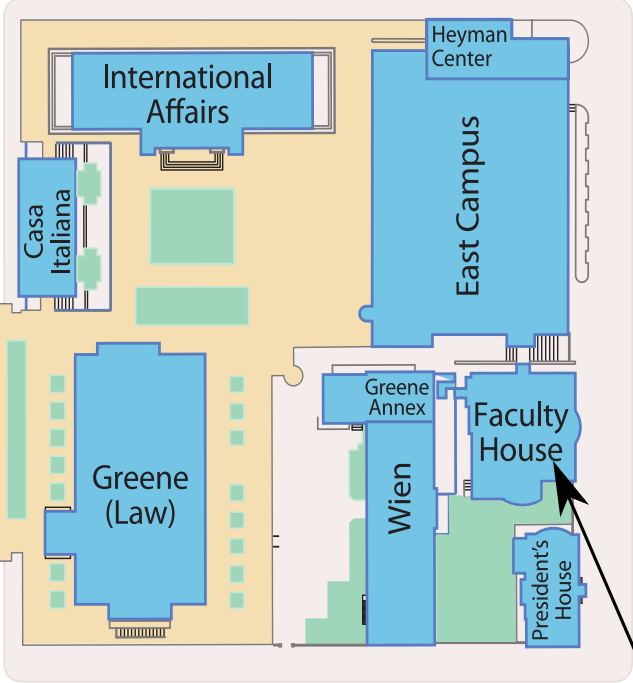 Heyman
Center
International
Affairs
East Campus
Casa
Italiana
Greene
Annex
Faculty
House
Wien
Greene
(Law)
President's
House